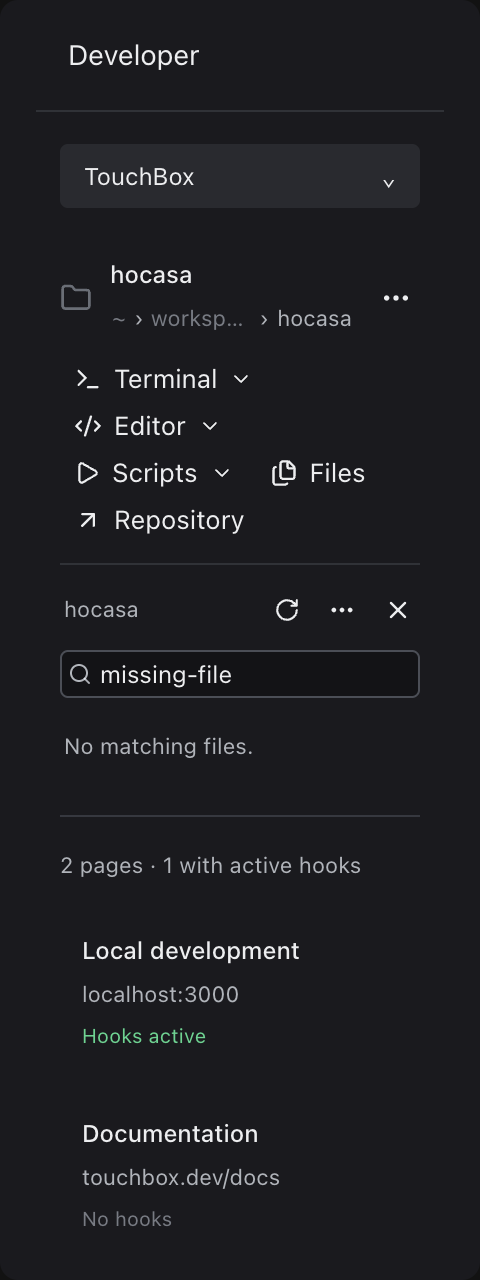 Developer
TouchBox
hocasa
~ › worksp... › hocasa
Terminal
Editor
Scripts Files
Repository
hocasa
missing-file
No matching files.
2 pages · 1 with active hooks
Local development
localhost:3000
Hooks active
Documentation
touchbox.dev/docs
No hooks